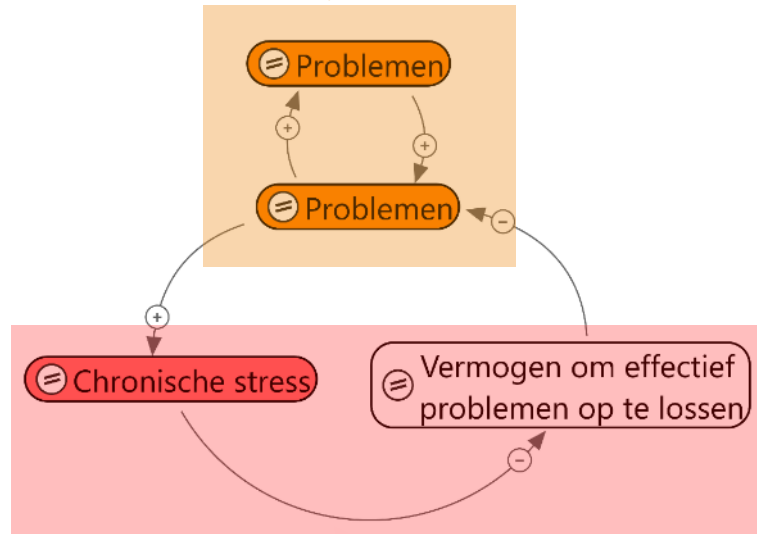 Problemen
+
+
Problemen
−
+
Chronische stress
Vermogen om effectief
problemen op te lossen
−